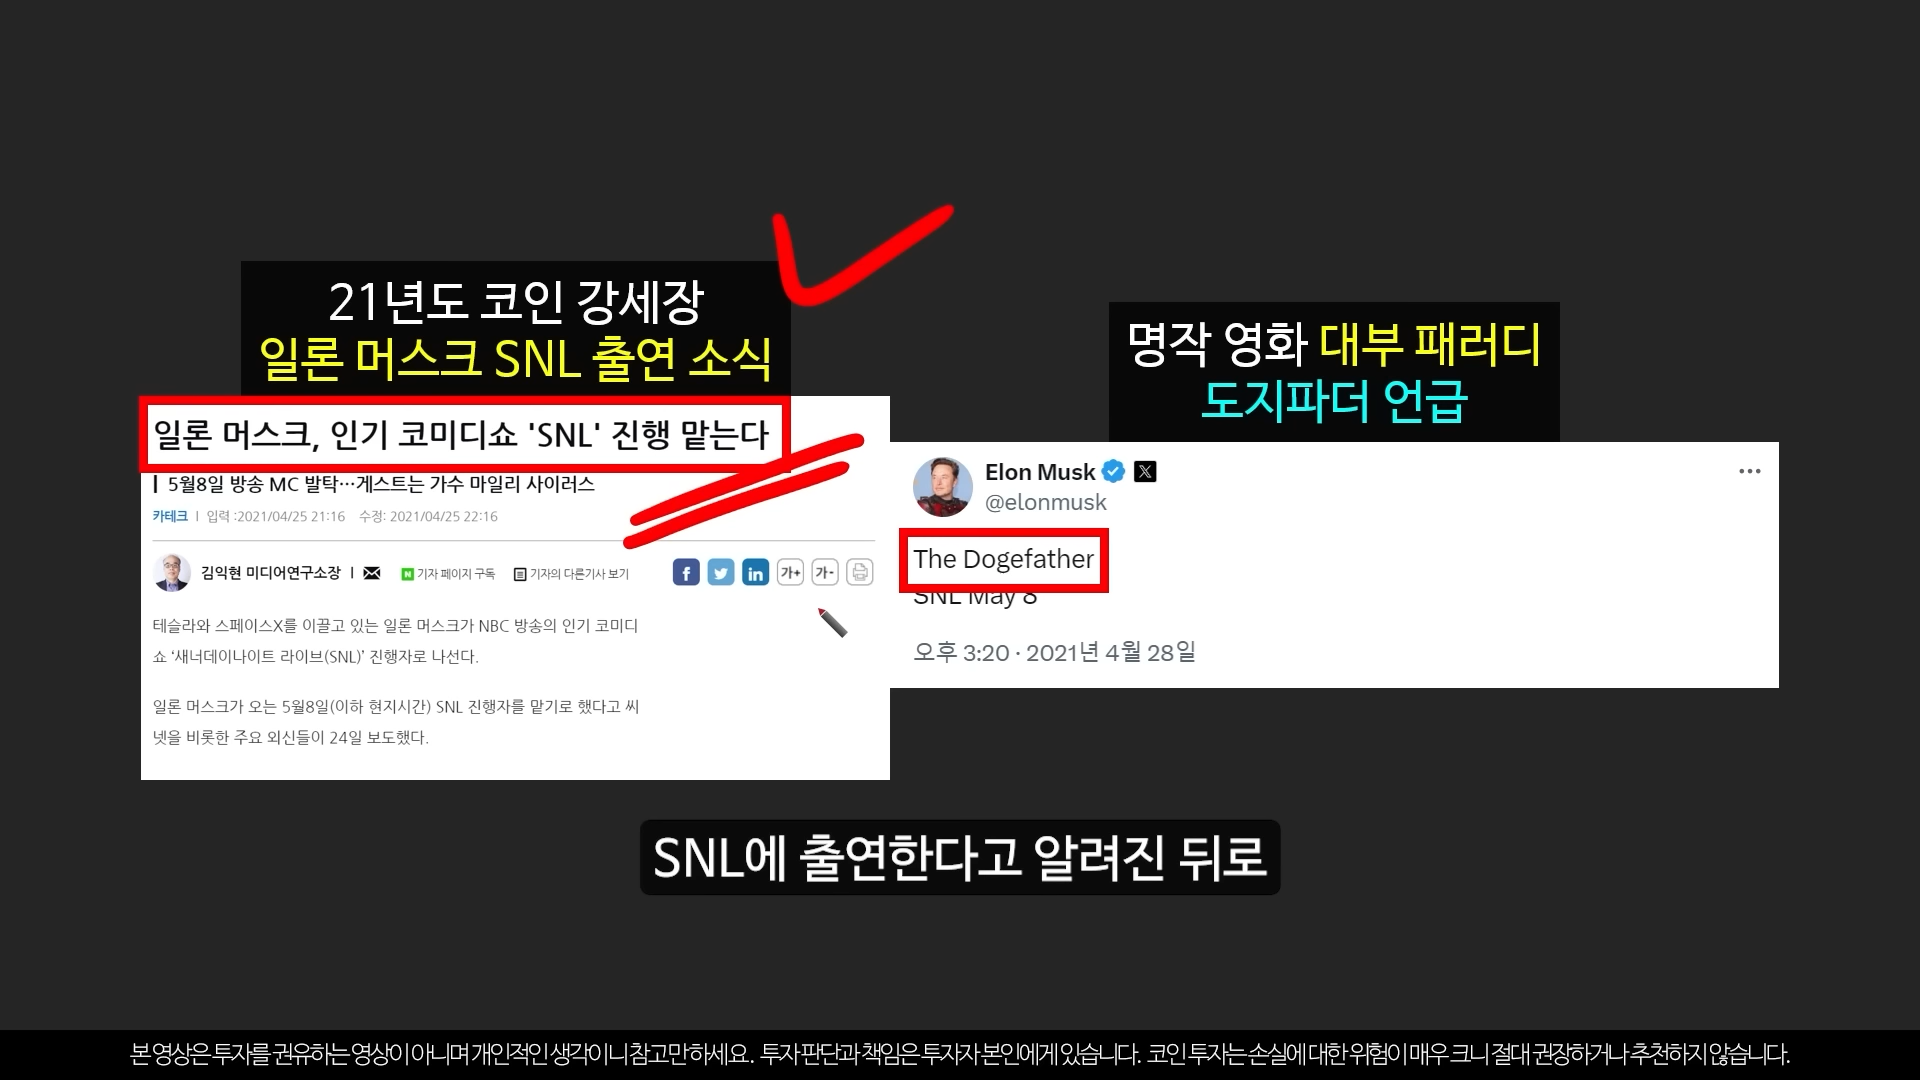 21년도 코인 강세장
일론 머스크 SNL 출연 소식
일론 머스크, 인기 코미디쇼 'SNL' 진행 맡는다
5월8일 방송 MC 발탁…게스트는 가수 마일리 사이러스
카테크 | 입력 :2021/04/25 21:16 수정: 2021/04/25 22:16
김익현 미디어연구소장 | N 기자 페이지 구독 기자의 다른기사 보기 f in 가+ 가-
테슬라와 스페이스X를 이끌고 있는 일론 머스크가 NBC 방송의 인기 코미디
쇼 '새너데이나이트 라이브(SNL)' 진행자로 나선다.
일론 머스크가 오는 5월8일(이하 현지시간) SNL 진행자를 맡기로 했다고 씨
넷을 비롯한 주요 외신들이 24일 보도했다.
명작 영화 대부 패러디
도지파더 언급
Elon Musk X
@elonmusk
The Dogefather
SNL May 8
오후 3:20 · 2021년 4월 28일
SNL에 출연한다고 알려진 뒤로
본 영상은 투자를 권유하는 영상이 아니며 개인적인 생각이니 참고만 하세요. 투자 판단과 책임은 투자자 본인에게 있습니다. 코인 투자는 손실에 대한 위험이 매우 크니 절대 권장하거나 추천하지 않습니다.